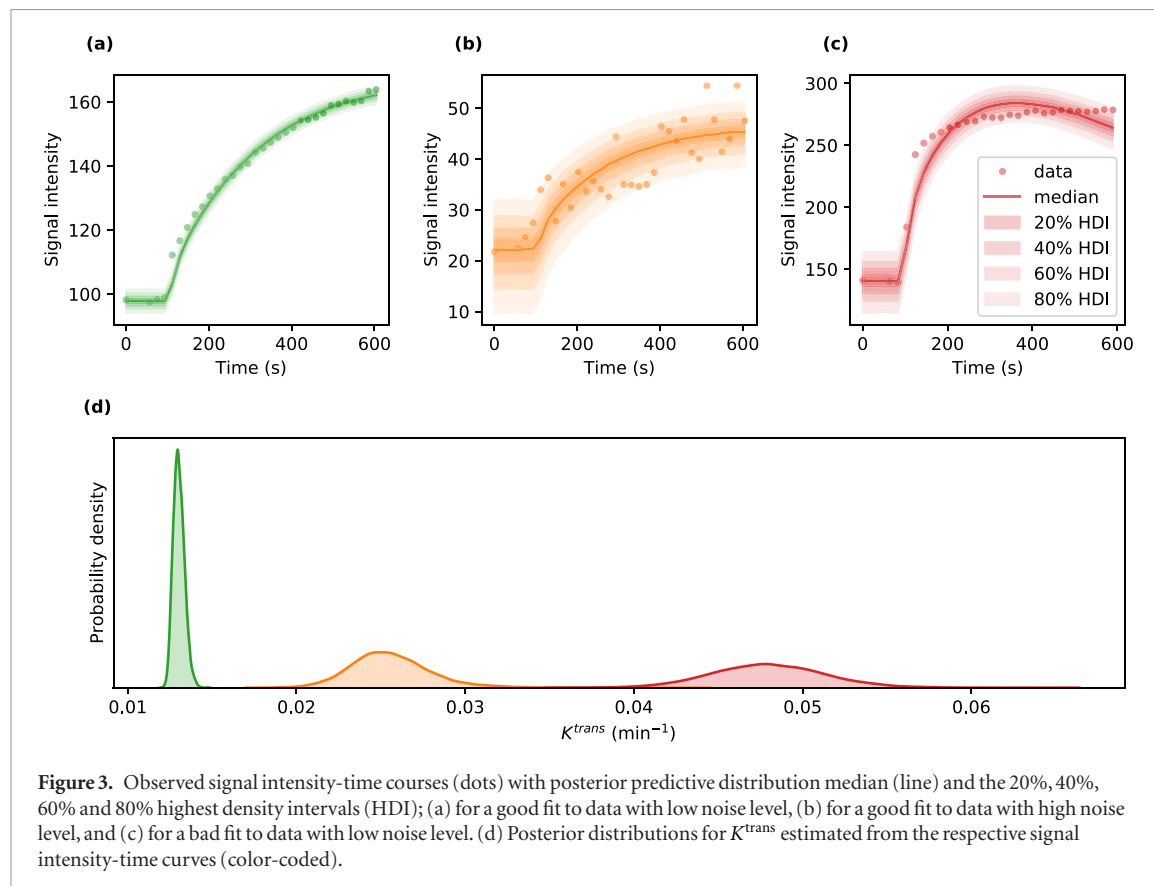 (a)
(b)
(c)
160
140
120
100
Signal intensity
0 200 400 600
Time (s)
50
40
30
20
10
Signal intensity
0 200 400 600
Time (s)
300
250
200
150
Signal intensity
0 200 400 600
Time (s)
data
median
20% HDI
40% HDI
60% HDI
80% HDI
(d)
Probability density
0.01 0.02 0.03 0.04 0.05 0.06
K^trans (min⁻¹)
Figure 3. Observed signal intensity-time courses (dots) with posterior predictive distribution median (line) and the 20%, 40%,
60% and 80% highest density intervals (HDI); (a) for a good fit to data with low noise level, (b) for a good fit to data with high noise
level, and (c) for a bad fit to data with low noise level. (d) Posterior distributions for K^trans estimated from the respective signal
intensity-time curves (color-coded).